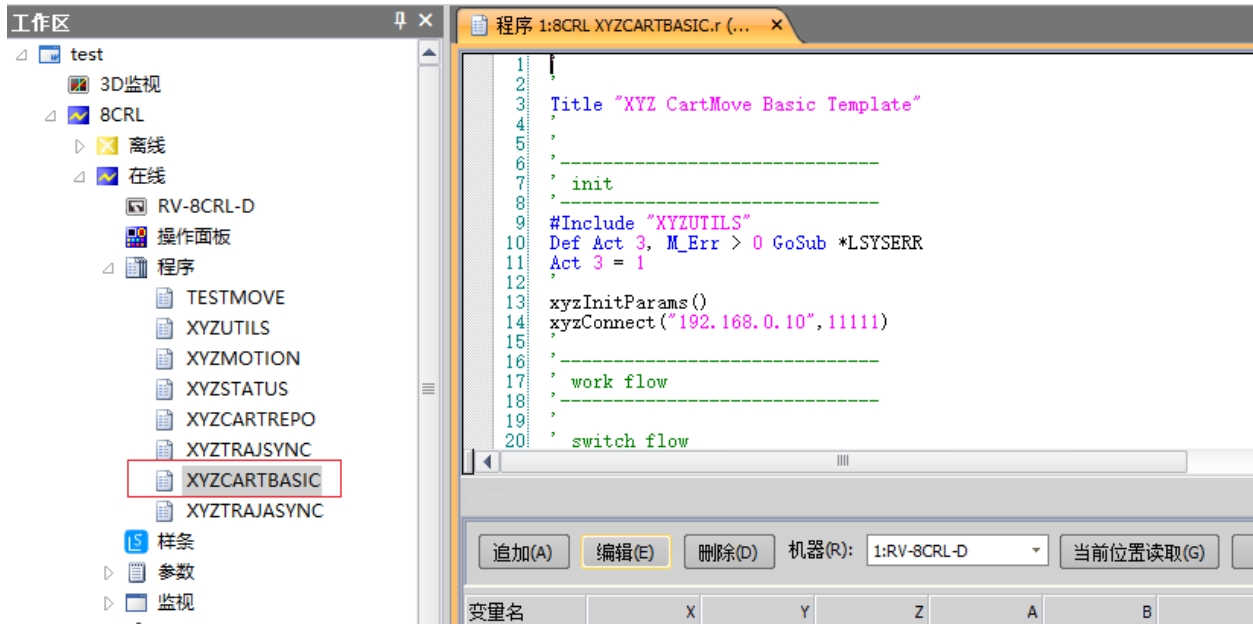 工作区
test
3D监视
8CRL
离线
在线
RV-8CRL-D
操作面板
程序
TESTMOVE
XYZUTILS
XYZMOTION
XYZSTATUS
XYZCARTREPO
XYZTRAJSYNC
XYZCARTBASIC
XYZTRAJASYNC
样条
参数
监视
程序 1:8CRL XYZCARTBASIC.r (...
1 '
2 '
3 Title "XYZ CartMove Basic Template"
4 '
5 '
6 '------------------------------
7 ' init
8 '------------------------------
9 #Include "XYZUTILS"
10 Def Act 3, M_Err > 0 GoSub *LSYSERR
11 Act 3 = 1
12 '
13 xyzInitParams()
14 xyzConnect("192.168.0.10",11111)
15 '
16 '------------------------------
17 ' work flow
18 '------------------------------
19 '
20 ' switch flow
追加(A) 编辑(E) 删除(D) 机器(R): 1:RV-8CRL-D 当前位置读取(G)
变量名 X Y Z A B